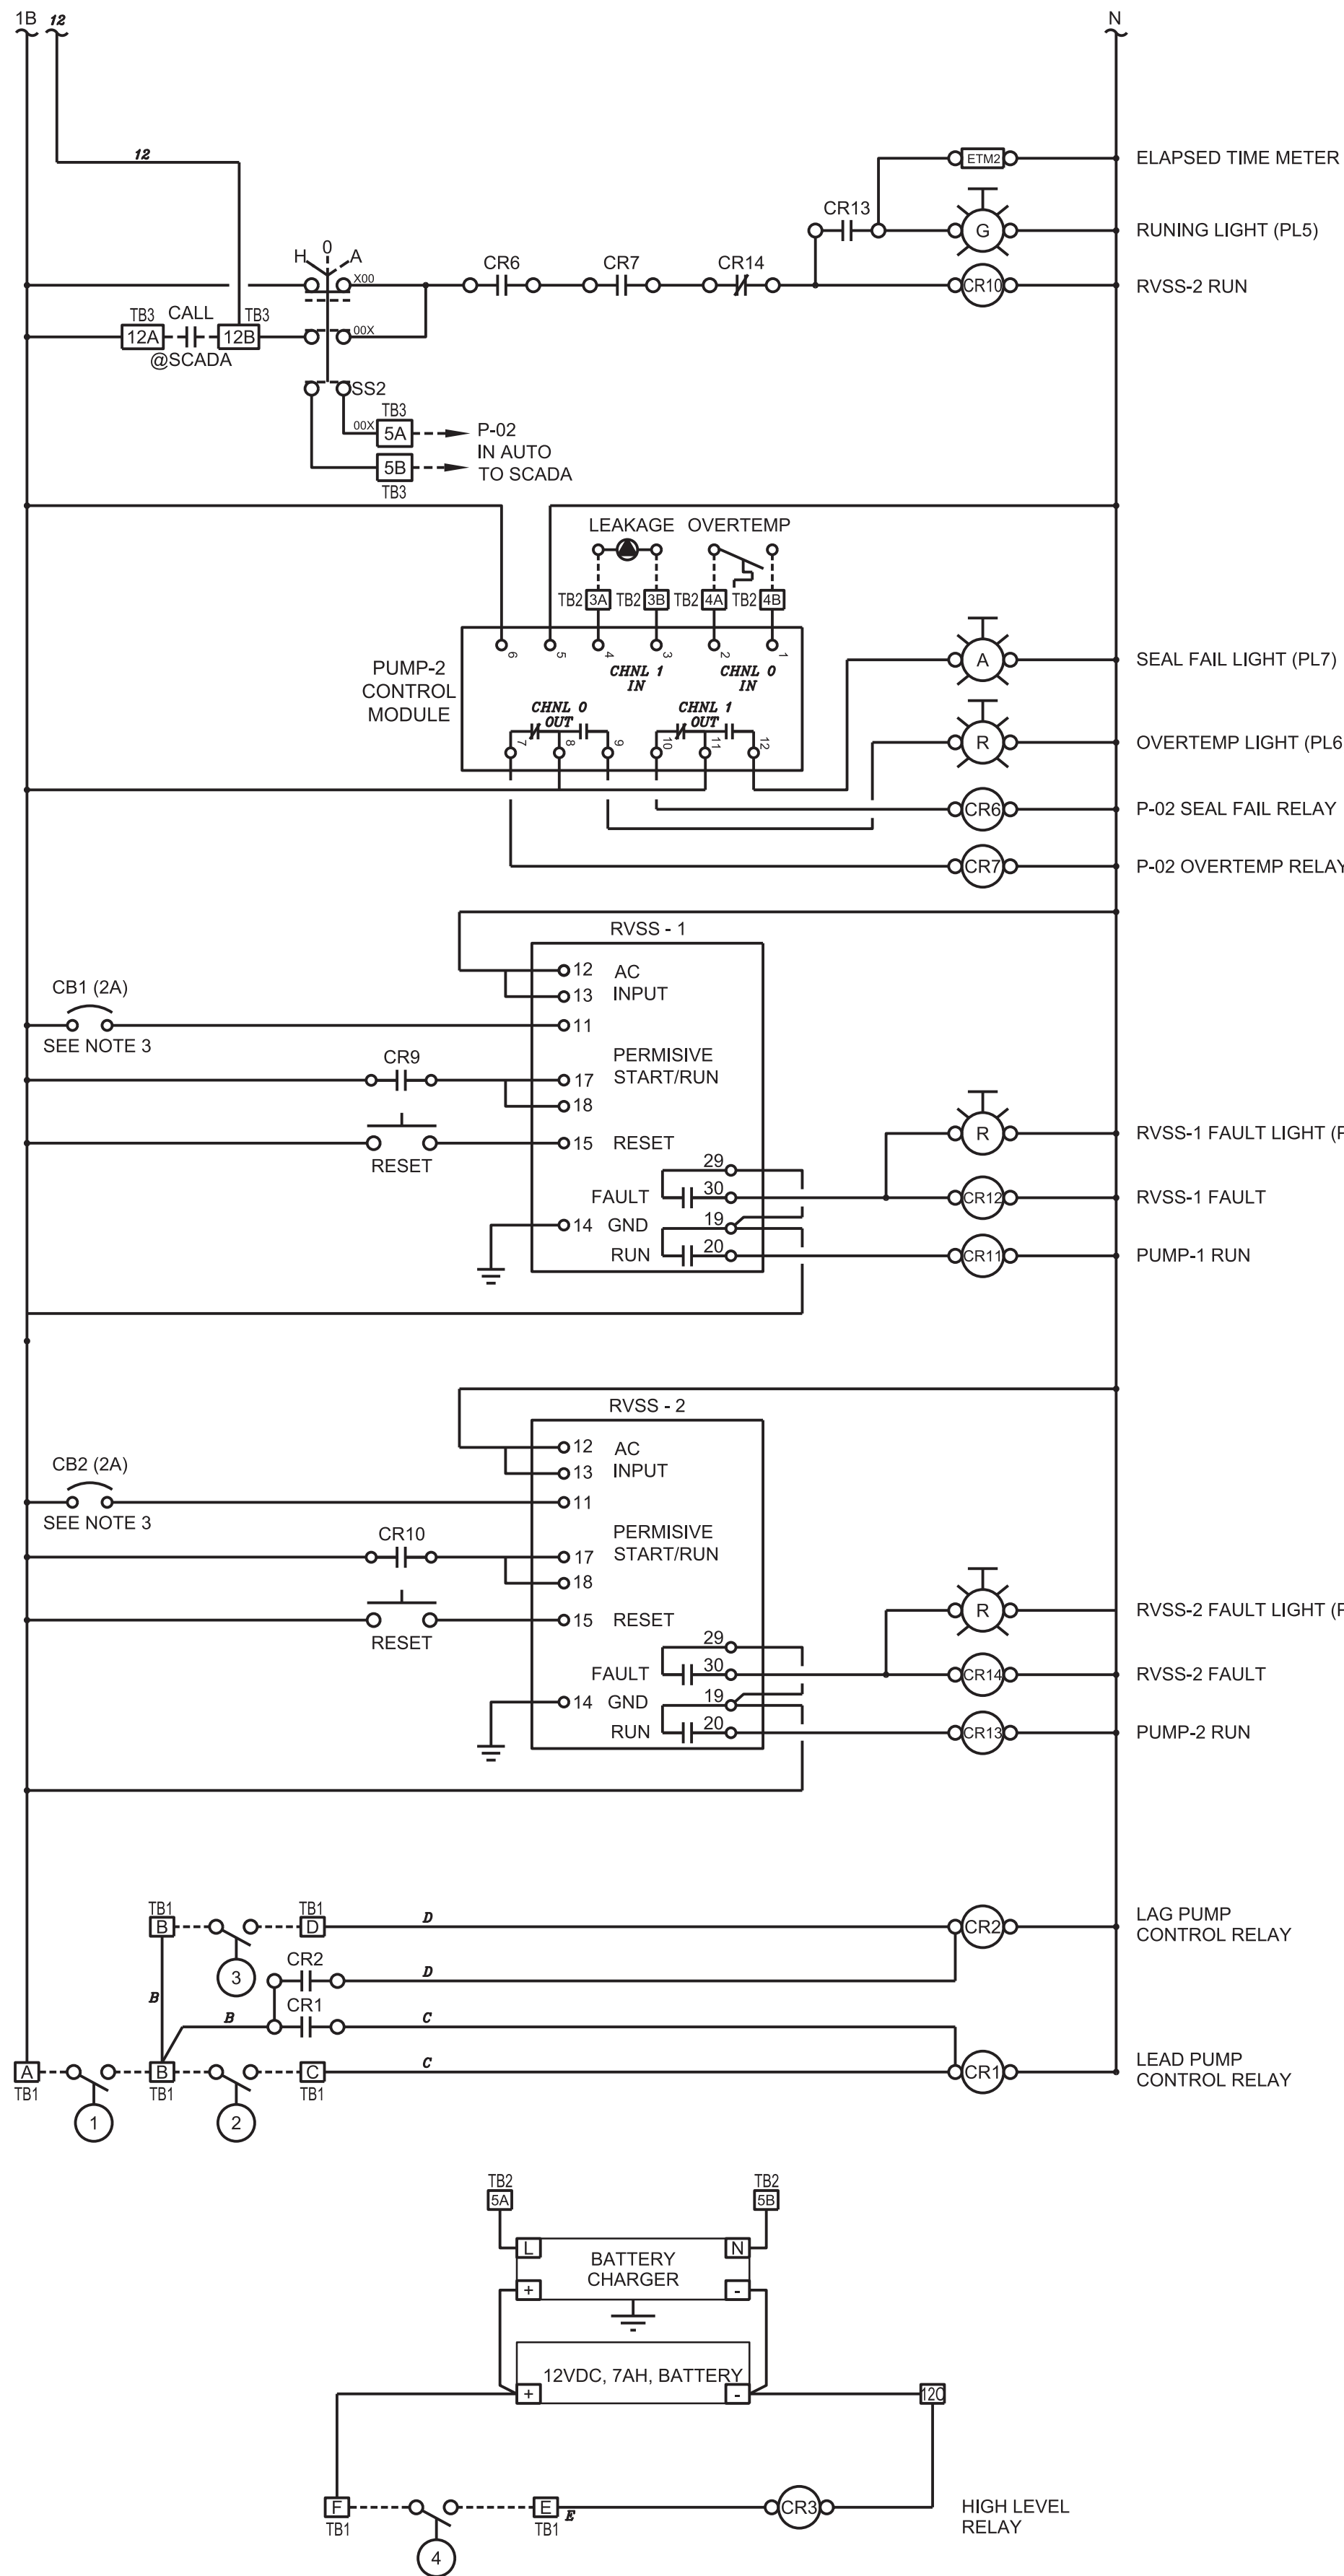 1B 12 N
12
ELAPSED TIME METER
ETM2
CR13
RUNING LIGHT (PL5)
G
H 0 A
X00
CR6 CR7 CR14
CR10
RVSS-2 RUN
TB3 CALL TB3
12A 12B
00X
@SCADA
SS2
TB3
00X 5A P-02
IN AUTO
5B TO SCADA
TB3
LEAKAGE OVERTEMP
TB2 3A TB2 3B TB2 4A TB2 4B
6 5 4 3 2 1
PUMP-2
CONTROL
MODULE
CHNL 1
IN
CHNL 0
IN
CHNL 0
OUT
CHNL 1
OUT
7 8 9 10 11 12
A
SEAL FAIL LIGHT (PL7)
R
OVERTEMP LIGHT (PL6
CR6
P-02 SEAL FAIL RELAY
CR7
P-02 OVERTEMP RELAY
RVSS - 1
12 AC
13 INPUT
CB1 (2A)
11
SEE NOTE 3
CR9
PERMISIVE
17 START/RUN
18
15 RESET
RESET
R
RVSS-1 FAULT LIGHT (P
29
FAULT 30
CR12
RVSS-1 FAULT
14 GND 19
RUN 20
CR11
PUMP-1 RUN
RVSS - 2
12 AC
13 INPUT
CB2 (2A)
11
SEE NOTE 3
CR10
PERMISIVE
17 START/RUN
18
15 RESET
RESET
R
RVSS-2 FAULT LIGHT (P
29
FAULT 30
CR14
RVSS-2 FAULT
14 GND 19
RUN 20
CR13
PUMP-2 RUN
TB1 TB1
B D D
CR2
LAG PUMP
CONTROL RELAY
3
CR2 D
B
B CR1 C
A B C C
TB1 TB1 TB1
CR1
LEAD PUMP
CONTROL RELAY
1 2
TB2 TB2
5A 5B
L N
BATTERY
CHARGER
+ -
12VDC, 7AH, BATTERY
+ - 120
F E E
TB1 TB1
CR3
HIGH LEVEL
RELAY
4